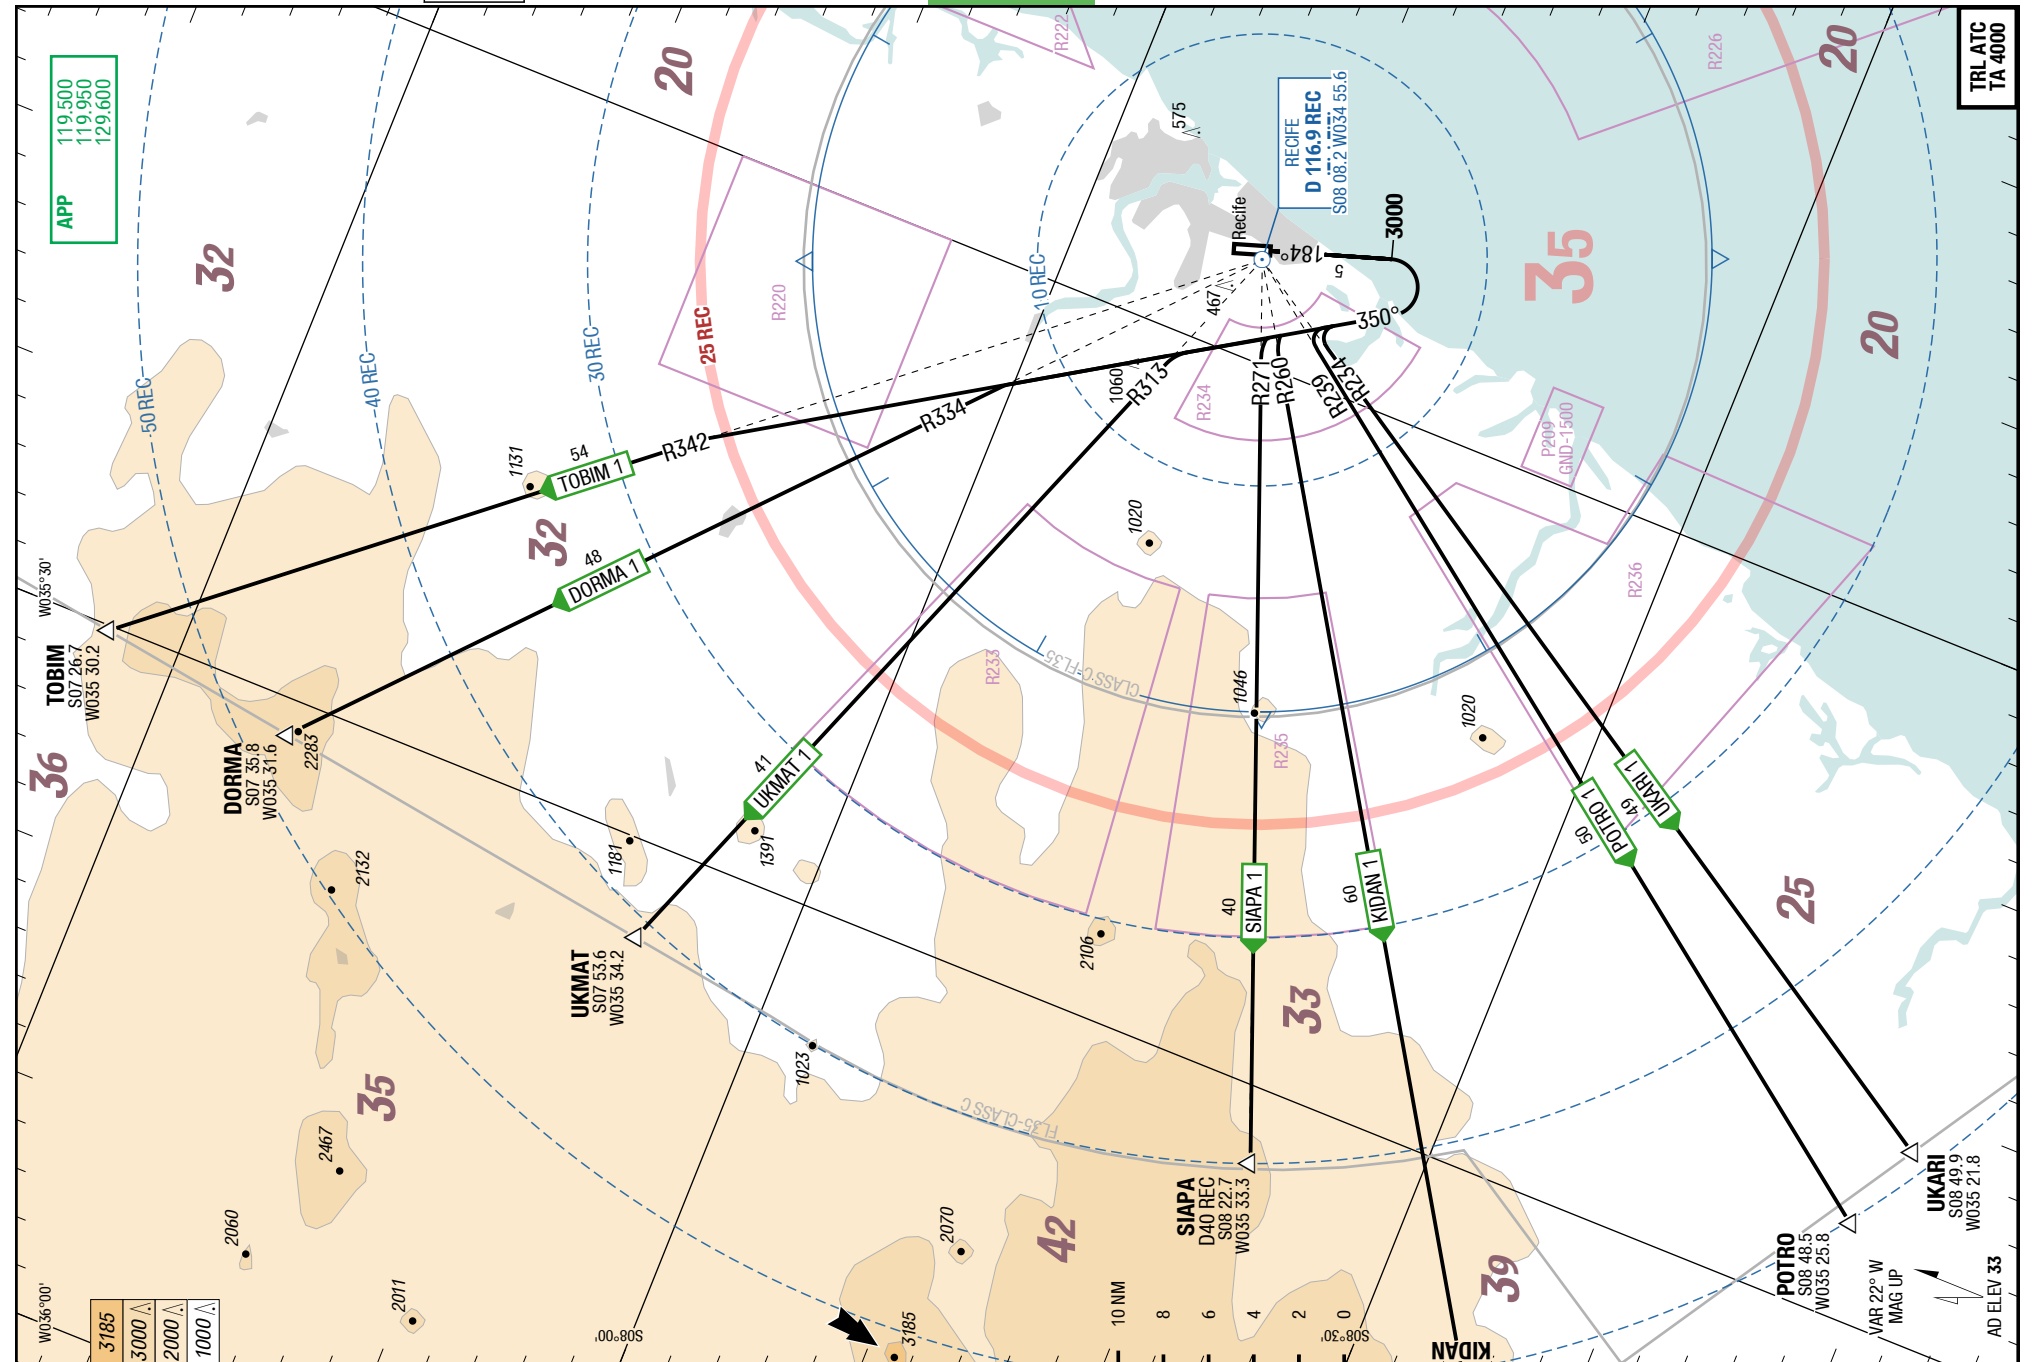 APP
119.500
119.950
129.600
TRL ATC
TA 4000
20
20
20
32
32
35
36
35
33
42
39
25
50 REC
40 REC
30 REC
25 REC
10 REC
R222
R226
R220
R234
R233
R235
R236
P209
GND-1500
575
467
1060
1131
1020
1046
1020
1181
1391
2106
2283
2132
1023
2467
2060
2011
2070
3185
RECIFE
D 116.9 REC
S08 08.2 W034 55.6
Recife
184°
5
3000
350°
R342
R334
R313
R271
R260
R239
R234
54
TOBIM 1
48
DORMA 1
41
UKMAT 1
40
SIAPA 1
60
KIDAN 1
50
POTRO 1
49
UKARI 1
CLASS C-FL35
FL35-CLASS C
TOBIM
S07 26.7
W035 30.2
DORMA
S07 35.8
W035 31.6
UKMAT
S07 53.6
W035 34.2
SIAPA
D40 REC
S08 22.7
W035 33.3
KIDAN
POTRO
S08 48.5
W035 25.8
UKARI
S08 49.9
W035 21.8
W035°30'
W036°00'
S08°00'
S08°30'
3185
3000
2000
1000
10 NM
8
6
4
2
0
VAR 22° W
MAG UP
AD ELEV 33